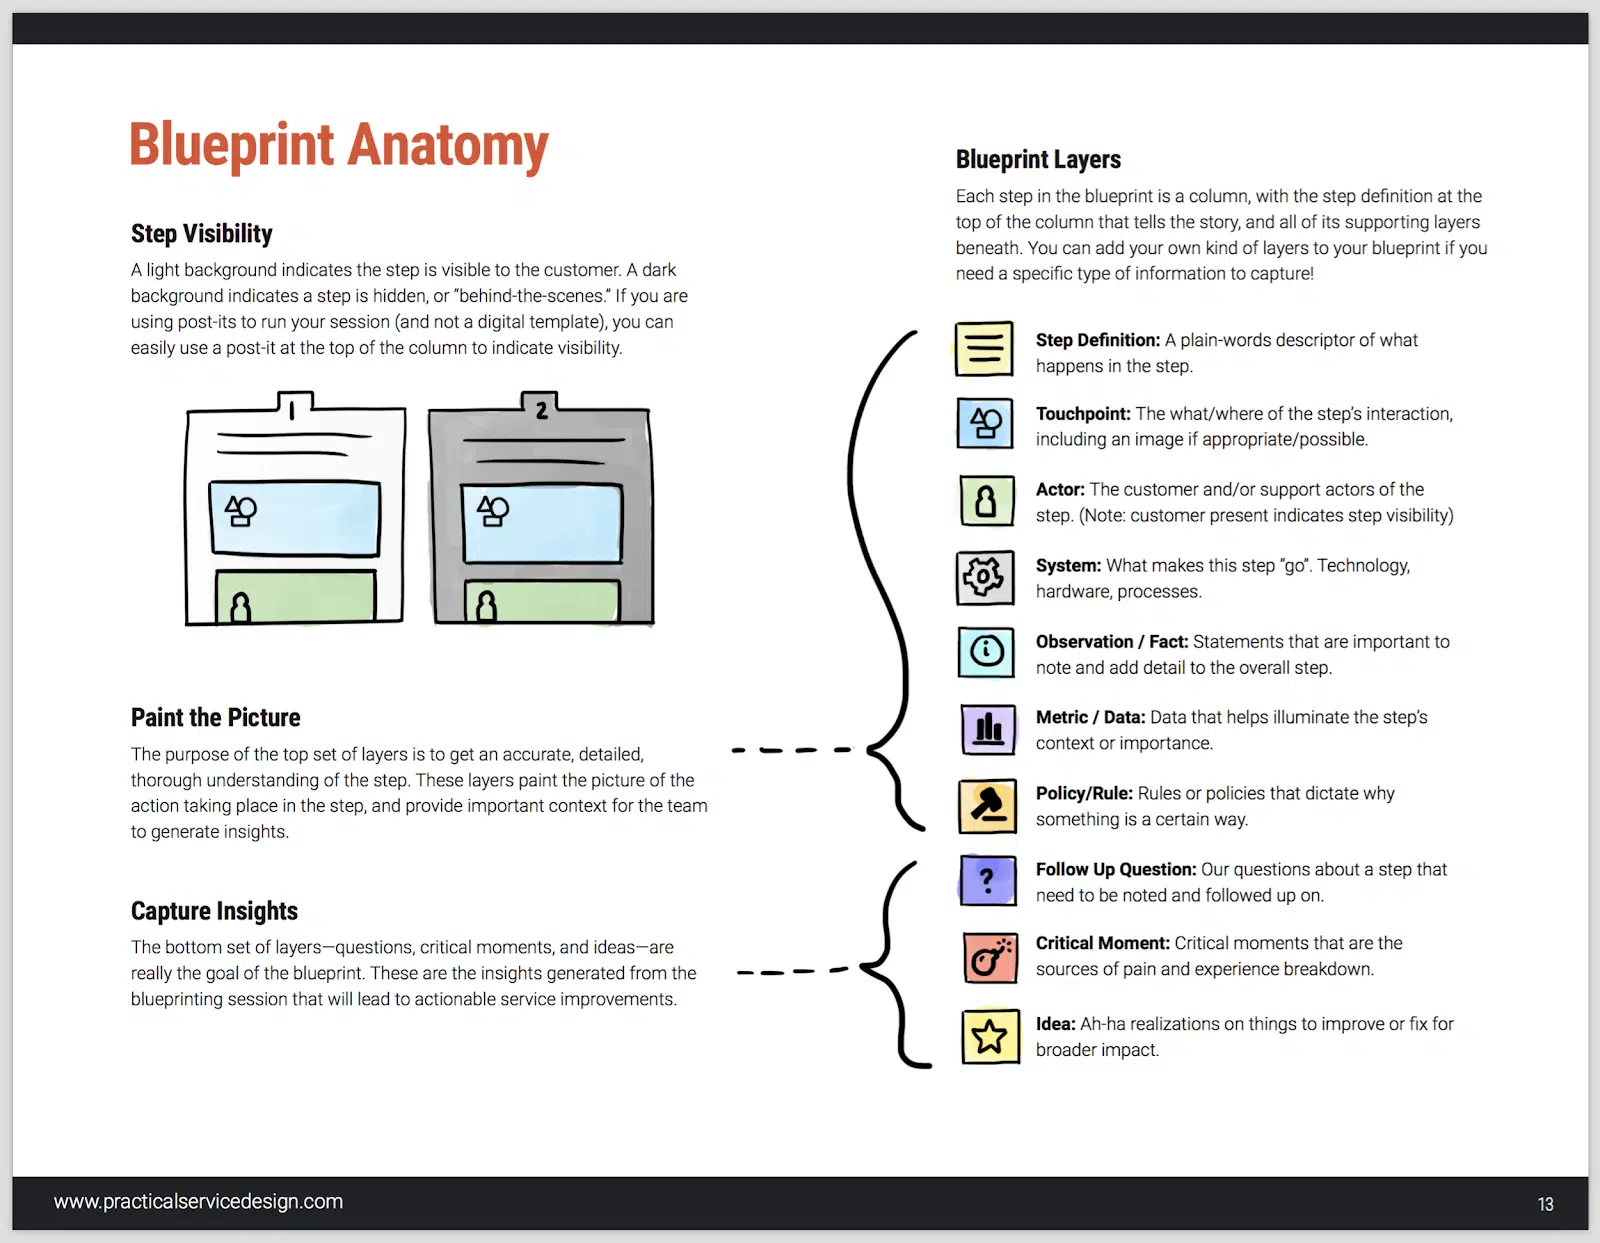 Blueprint Anatomy
Step Visibility
A light background indicates the step is visible to the customer. A dark
background indicates a step is hidden, or “behind-the-scenes.” If you are
using post-its to run your session (and not a digital template), you can
easily use a post-it at the top of the column to indicate visibility.
1
2
Paint the Picture
The purpose of the top set of layers is to get an accurate, detailed,
thorough understanding of the step. These layers paint the picture of the
action taking place in the step, and provide important context for the team
to generate insights.
Capture Insights
The bottom set of layers—questions, critical moments, and ideas—are
really the goal of the blueprint. These are the insights generated from the
blueprinting session that will lead to actionable service improvements.
Blueprint Layers
Each step in the blueprint is a column, with the step definition at the
top of the column that tells the story, and all of its supporting layers
beneath. You can add your own kind of layers to your blueprint if you
need a specific type of information to capture!
Step Definition: A plain-words descriptor of what
happens in the step.
Touchpoint: The what/where of the step’s interaction,
including an image if appropriate/possible.
Actor: The customer and/or support actors of the
step. (Note: customer present indicates step visibility)
System: What makes this step “go”. Technology,
hardware, processes.
Observation / Fact: Statements that are important to
note and add detail to the overall step.
Metric / Data: Data that helps illuminate the step’s
context or importance.
Policy/Rule: Rules or policies that dictate why
something is a certain way.
?
Follow Up Question: Our questions about a step that
need to be noted and followed up on.
Critical Moment: Critical moments that are the
sources of pain and experience breakdown.
Idea: Ah-ha realizations on things to improve or fix for
broader impact.
www.practicalservicedesign.com
13